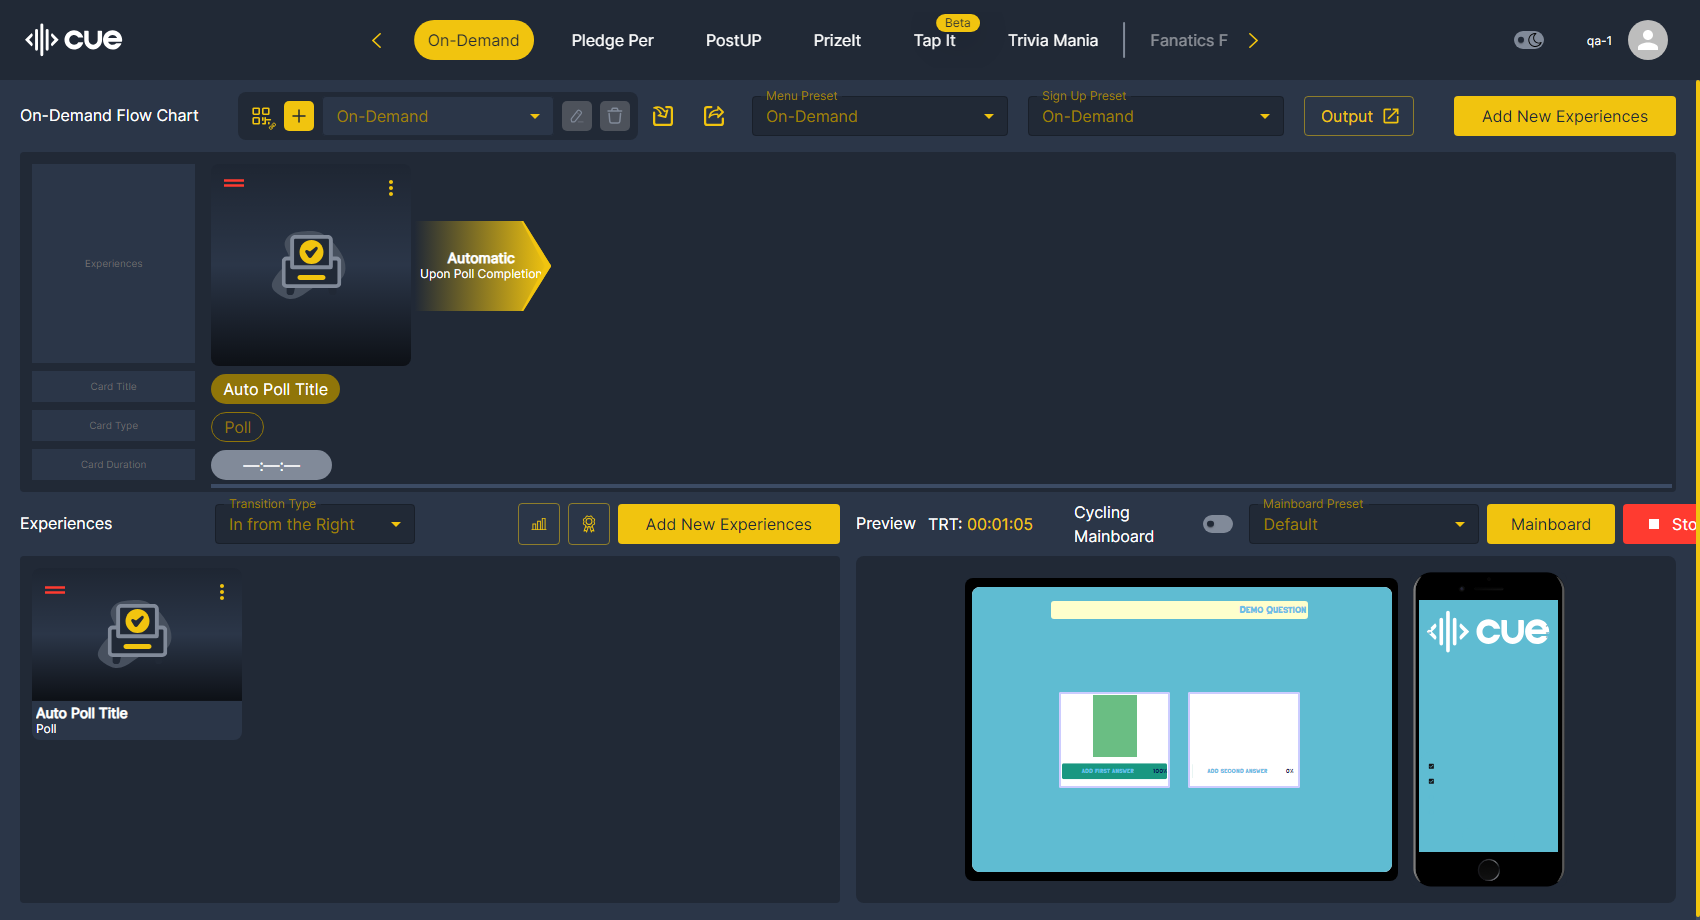 cue
On-Demand
Pledge Per
PostUP
PrizeIt
Beta
Tap It
Trivia Mania
Fanatics F
qa-1
On-Demand Flow Chart
On-Demand
Menu Preset
On-Demand
Sign Up Preset
On-Demand
Output
Add New Experiences
Experiences
Automatic
Upon Poll Completion
Card Title
Auto Poll Title
Card Type
Poll
Card Duration
—:—:—
Experiences
Transition Type
In from the Right
Add New Experiences
Preview
TRT: 00:01:05
Cycling
Mainboard
Mainboard Preset
Default
Mainboard
Sto
Auto Poll Title
Poll
Demo Question
ADD FIRST ANSWER 100%
ADD SECOND ANSWER 0%
cue